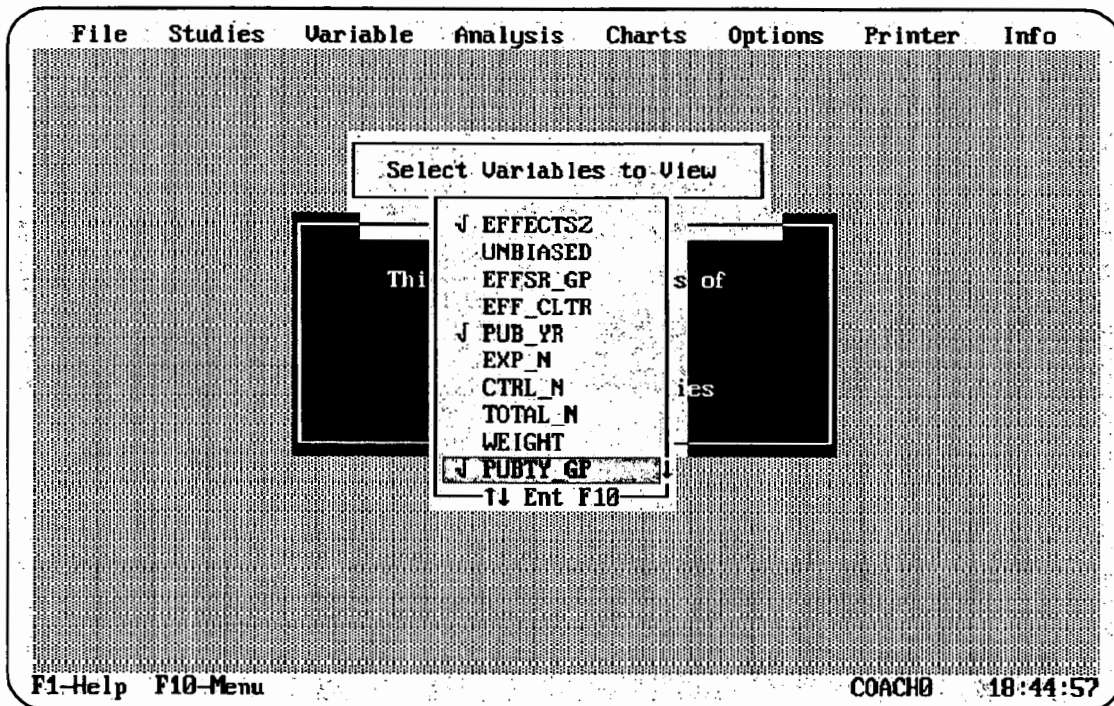 File Studies Variable Analysis Charts Options Printer Info
Select Variables to View
√ EFFECTSZ
UNBIASED
Thi EFFSR_GP s of
EFF_CLTR
√ PUB_YR
EXP_N
CTRL_N ies
TOTAL_N
WEIGHT
√ PUBTY_GP ↓
↑↓ Ent F10
F1-Help F10-Menu COACH0 18:44:57